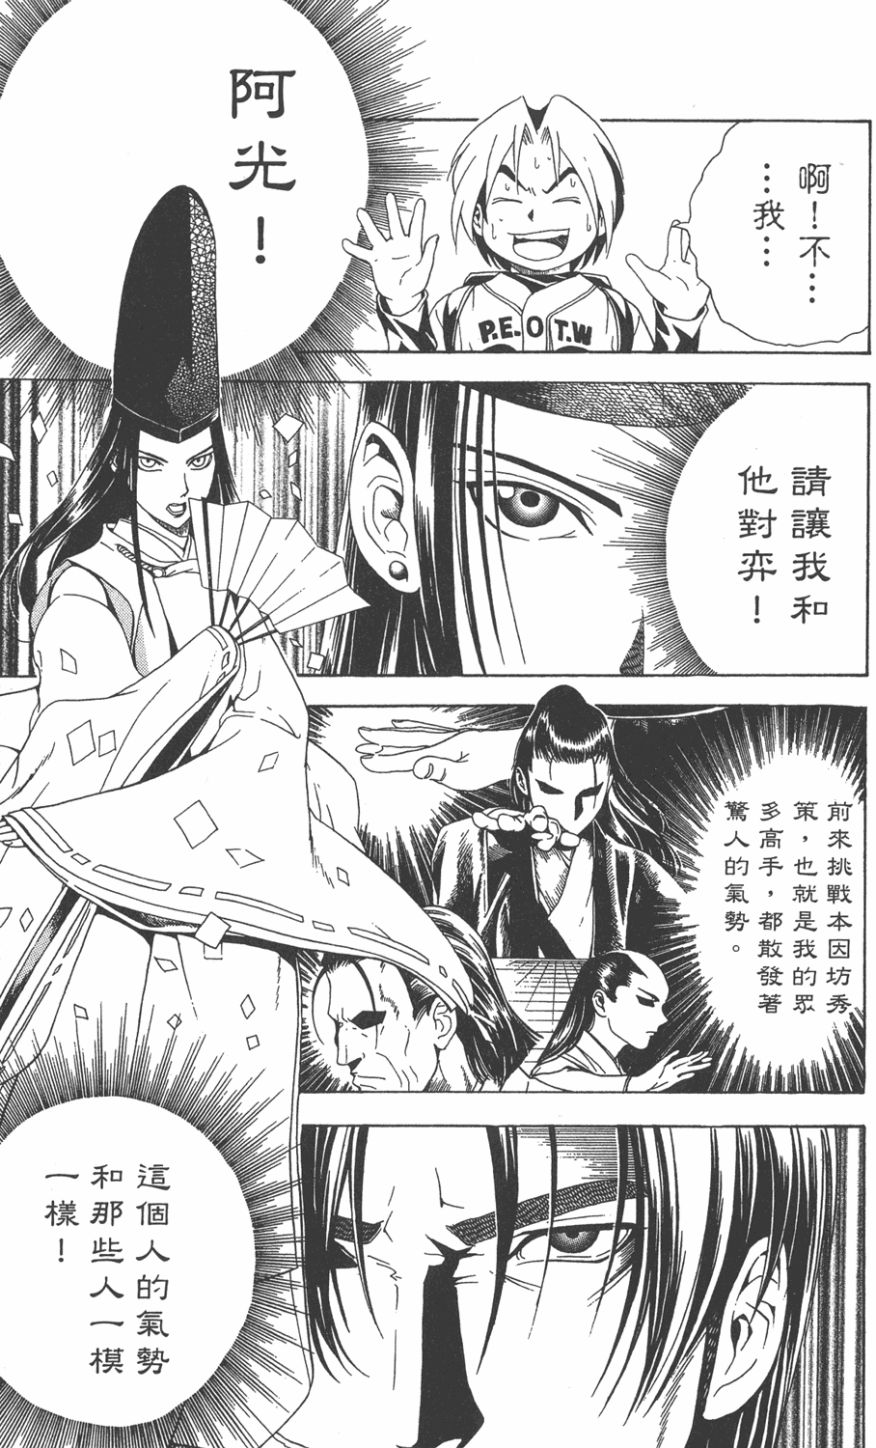 啊！不…
…我…
P.E. O T.W
阿光！
請讓我和
他對弈！
前來挑戰本因坊秀
策，也就是我的眾
多高手，都散發著
驚人的氣勢。
這個人的氣勢
和那些人一模
一樣！